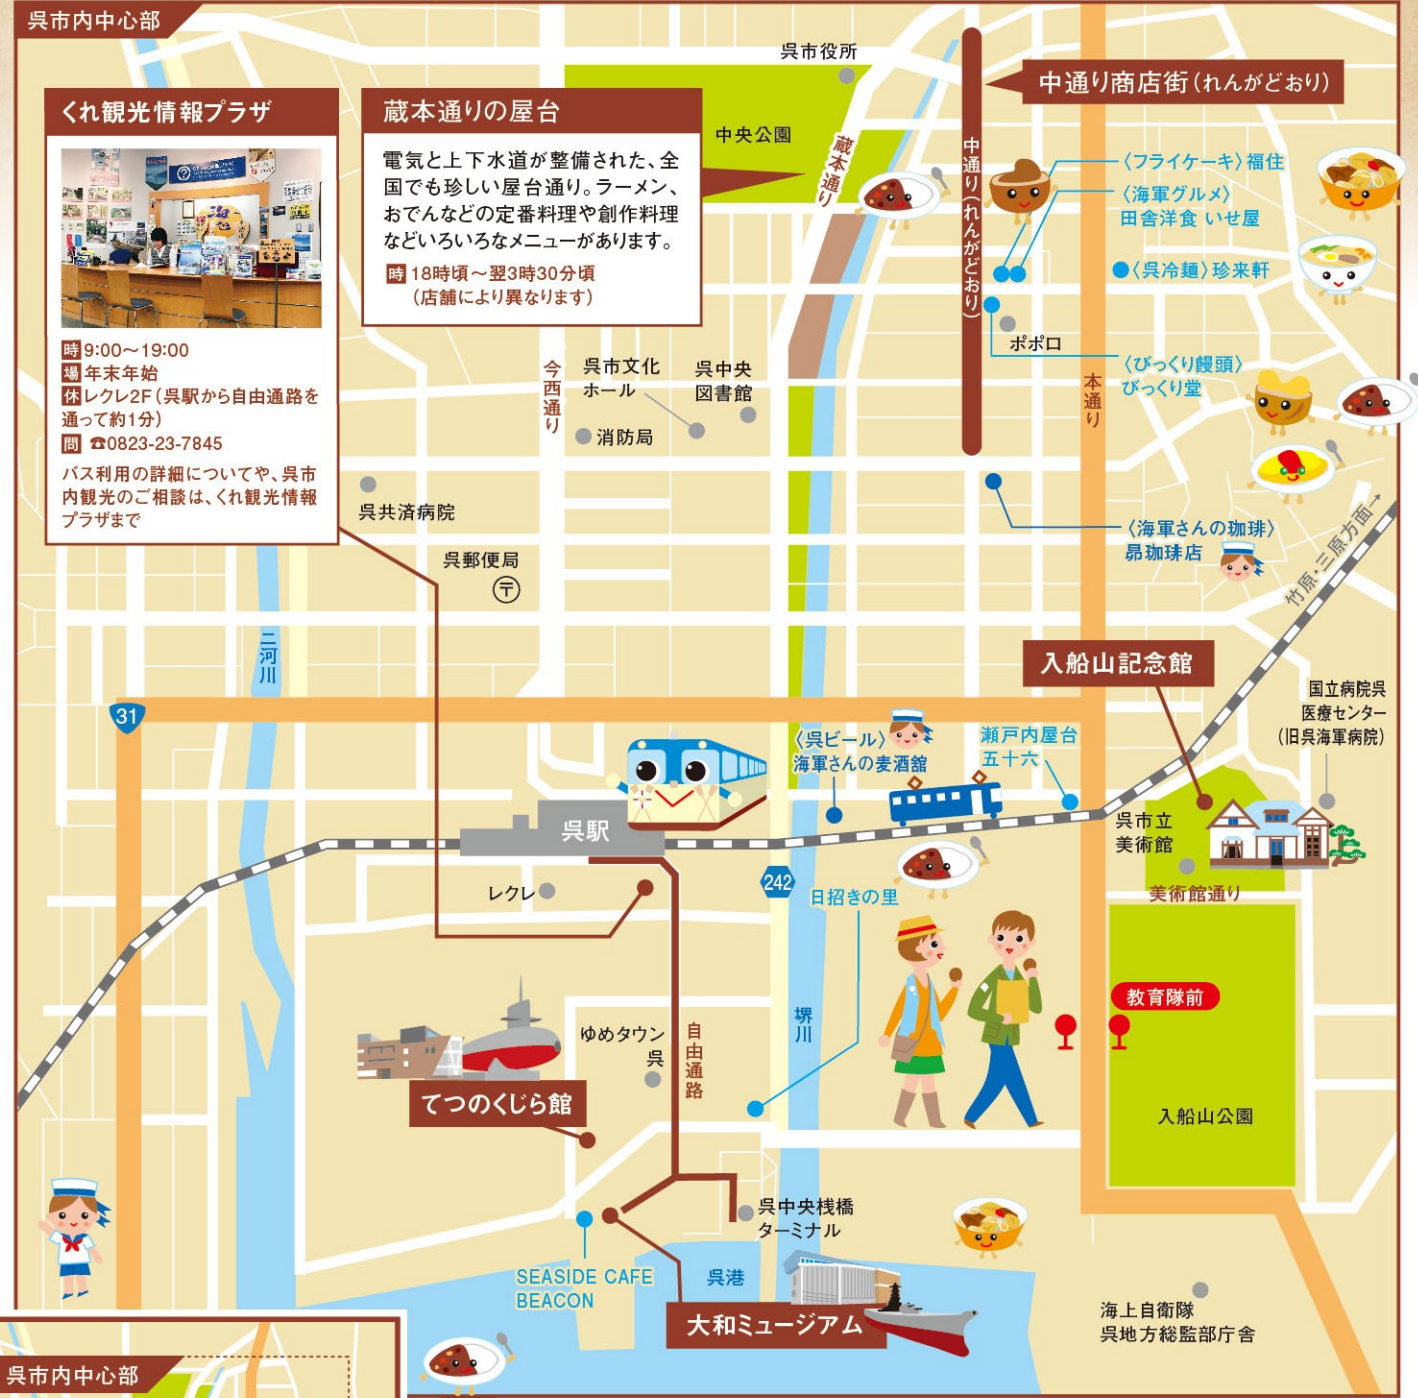 呉市内中心部
くれ観光情報プラザ
時 9:00〜19:00
場 年末年始
休 レクレ2F(呉駅から自由通路を
通って約1分)
問 ☎0823-23-7845
バス利用の詳細についてや、呉市
内観光のご相談は、くれ観光情報
プラザまで
蔵本通りの屋台
電気と上下水道が整備された、全
国でも珍しい屋台通り。ラーメン、
おでんなどの定番料理や創作料理
などいろいろなメニューがあります。
時 18時頃〜翌3時30分頃
(店舗により異なります)
呉市役所
中央公園
蔵本通り
中通り(れんがどおり)
中通り商店街(れんがどおり)
〈フライケーキ〉福住
〈海軍グルメ〉
田舎洋食 いせ屋
〈呉冷麺〉珍来軒
ポポロ
〈びっくり饅頭〉
びっくり堂
本通り
今西通り
呉市文化
ホール
呉中央
図書館
消防局
呉共済病院
呉郵便局
〒
〈海軍さんの珈琲〉
昴珈琲店
竹原・三原方面→
二河川
31
入船山記念館
国立病院呉
医療センター
(旧呉海軍病院)
〈呉ビール〉
海軍さんの麦酒舘
瀬戸内屋台
五十六
呉駅
呉市立
美術館
美術館通り
レクレ
242
日招きの里
堺川
教育隊前
入船山公園
ゆめタウン
呉
自由通路
てつのくじら館
呉中央桟橋
ターミナル
SEASIDE CAFE
BEACON
呉港
大和ミュージアム
海上自衛隊
呉地方総監部庁舎
呉市内中心部